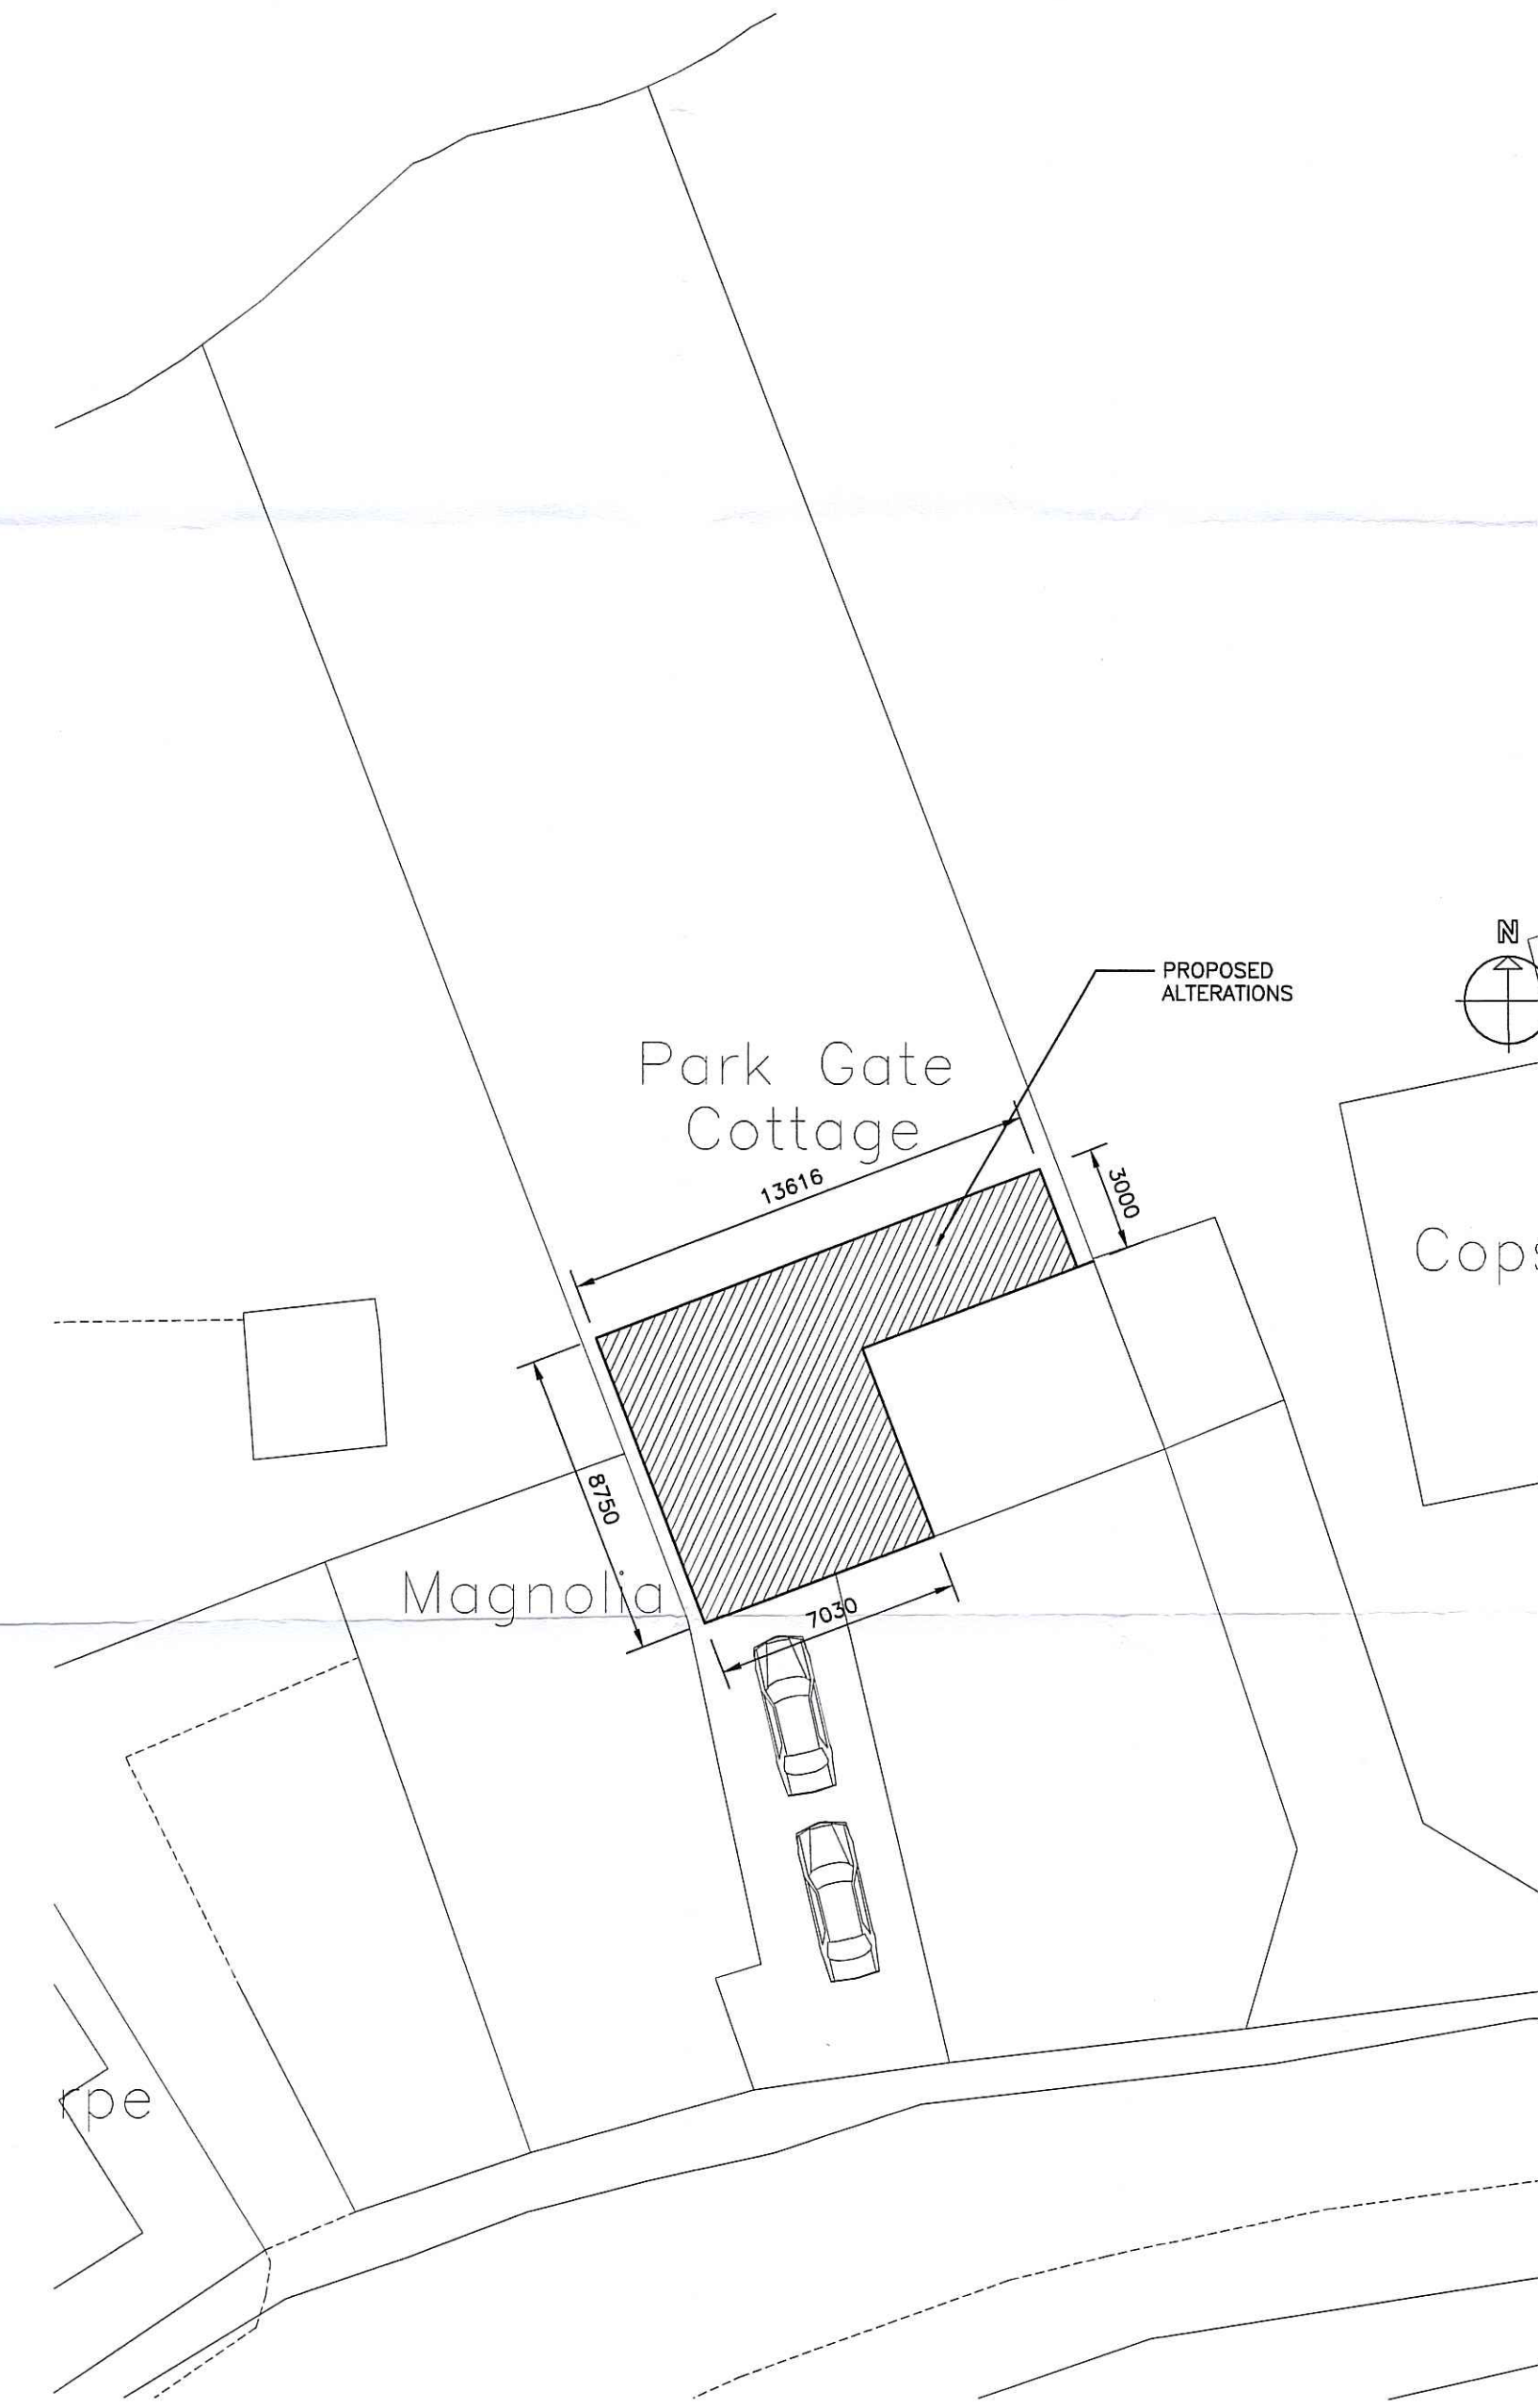 N
PROPOSED
ALTERATIONS
Park Gate
Cottage
13616
3000
Cops
8750
Magnolia
7030
rpe